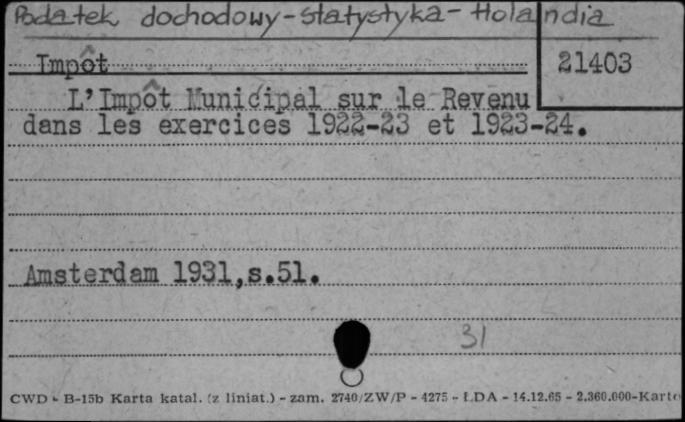 Podatek dochodowy-statystyka-Holandia
Impôt
21403
L'Impôt Municipal sur le Revenu
dans les exercices 1922-23 et 1923-24.
Amsterdam 1931,s.51.
31
CWD - B-15b Karta katal. (z liniat.) - zam. 2740/ZW/P - 4275 - LDA - 14.12.65 - 2.360.000-Karto